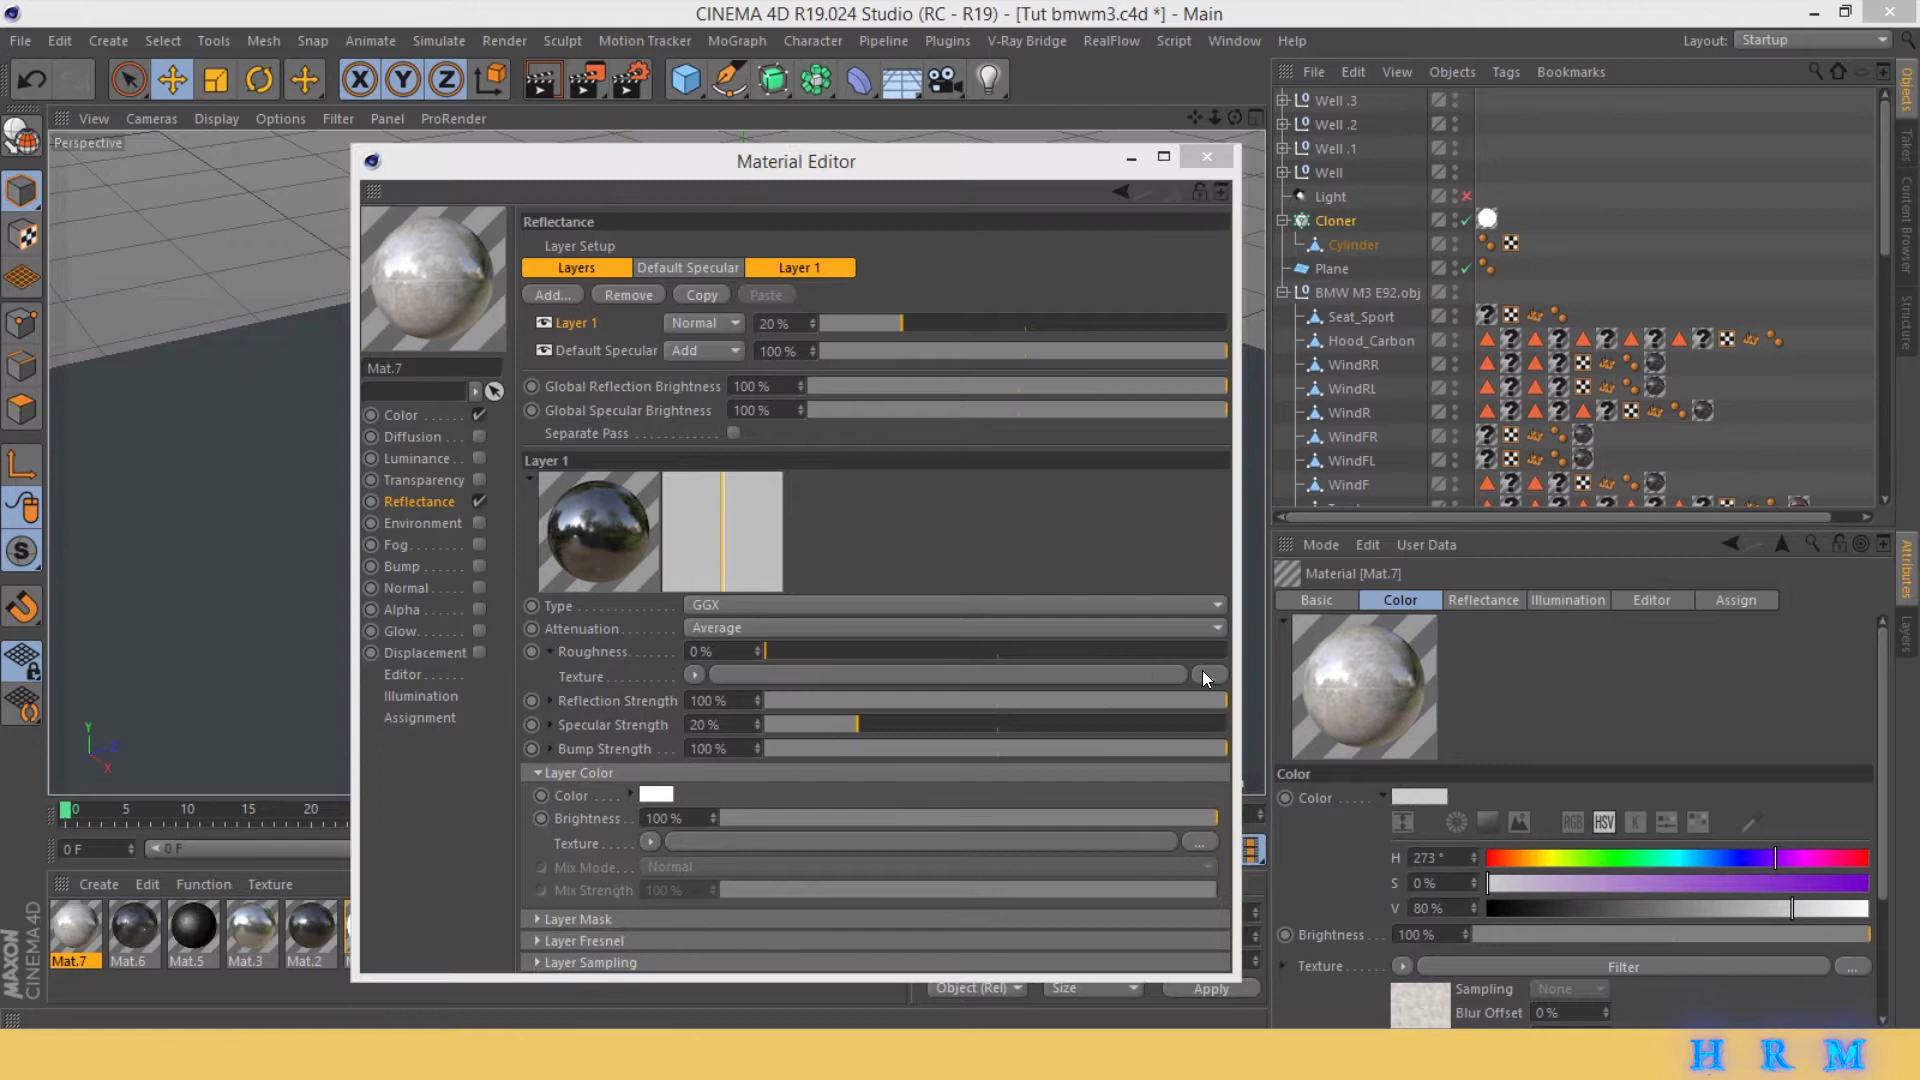 CINEMA 4D R19.024 Studio (RC - R19) - [Tut bmwm3.c4d *] - Main
File Edit Create Select Tools Mesh Snap Animate Simulate Render Sculpt Motion Tracker MoGraph Character Pipeline Plugins V-Ray Bridge RealFlow Script Window Help Layout: Startup
X Y Z
File Edit View Objects Tags Bookmarks
View Cameras Display Options Filter Panel ProRender
Perspective
Material Editor
Well .3
Well .2
Well .1
Well
Light
Cloner
Cylinder
Plane
BMW M3 E92.obj
Seat_Sport
Hood_Carbon
WindRR
WindRL
WindR
WindFR
WindFL
WindF
Objects
Takes
Content Browser
Structure
Reflectance
Layer Setup
Layers Default Specular Layer 1
Add... Remove Copy Paste
Layer 1 Normal 20 %
Default Specular Add 100 %
Mat.7
Global Reflection Brightness 100 %
Global Specular Brightness 100 %
Separate Pass
Color
Diffusion
Luminance
Transparency
Reflectance
Environment
Fog
Bump
Normal
Alpha
Glow
Displacement
Editor
Illumination
Assignment
Layer 1
Type GGX
Attenuation Average
Roughness 0 %
Texture
Reflection Strength 100 %
Specular Strength 20 %
Bump Strength 100 %
Layer Color
Color
Brightness 100 %
Texture ...
Mix Mode Normal
Mix Strength 100 %
Layer Mask
Layer Fresnel
Layer Sampling
Mode Edit User Data
Material [Mat.7]
Basic Color Reflectance Illumination Editor Assign
Attributes
Layers
Color
Color
RGB HSV K
H 273 °
S 0 %
V 80 %
Brightness 100 %
Texture Filter ...
Sampling None
Blur Offset 0 %
Y Z X
0 5 10 15 20
0 F 0 F
Create Edit Function Texture
Mat.7 Mat.6 Mat.5 Mat.3 Mat.2
Object (Rel) Size Apply
MAXON CINEMA 4D
H R M